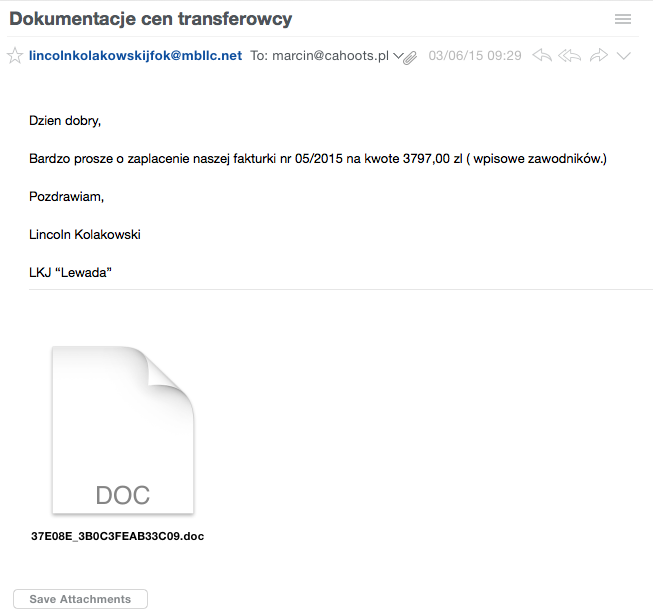 Dokumentacje cen transferowcy
lincolnkolakowskijfok@mbllc.net To: marcin@cahoots.pl 03/06/15 09:29
Dzien dobry,
Bardzo prosze o zaplacenie naszej fakturki nr 05/2015 na kwote 3797,00 zl ( wpisowe zawodników.)
Pozdrawiam,
Lincoln Kolakowski
LKJ “Lewada”
DOC
37E08E_3B0C3FEAB33C09.doc
Save Attachments